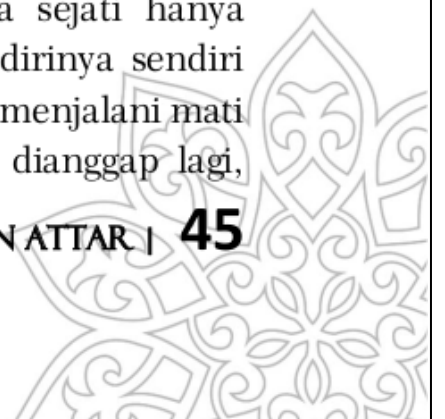 a sejati hanya
dirinya sendiri
menjalani mati
dianggap lagi,
N ATTAR | 45